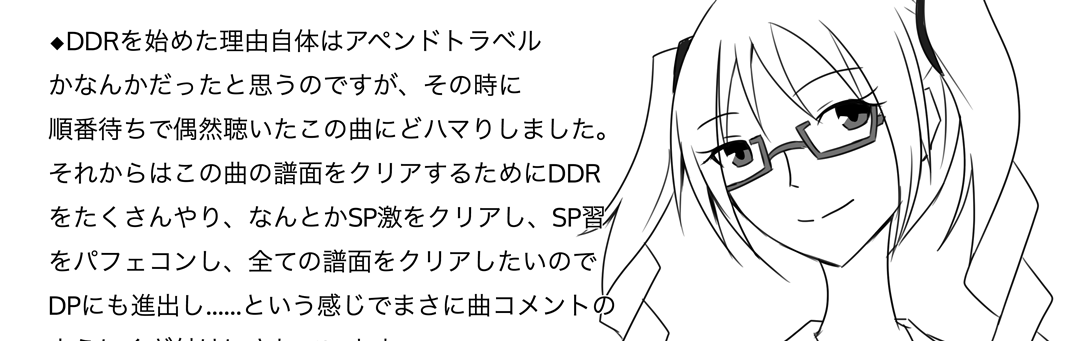 ◆DDRを始めた理由自体はアペンドトラベル
かなんかだったと思うのですが、その時に
順番待ちで偶然聴いたこの曲にどハマりしました。
それからはこの曲の譜面をクリアするためにDDR
をたくさんやり、なんとかSP激をクリアし、SP習
をパフェコンし、全ての譜面をクリアしたいので
DPにも進出し……という感じでまさに曲コメントの